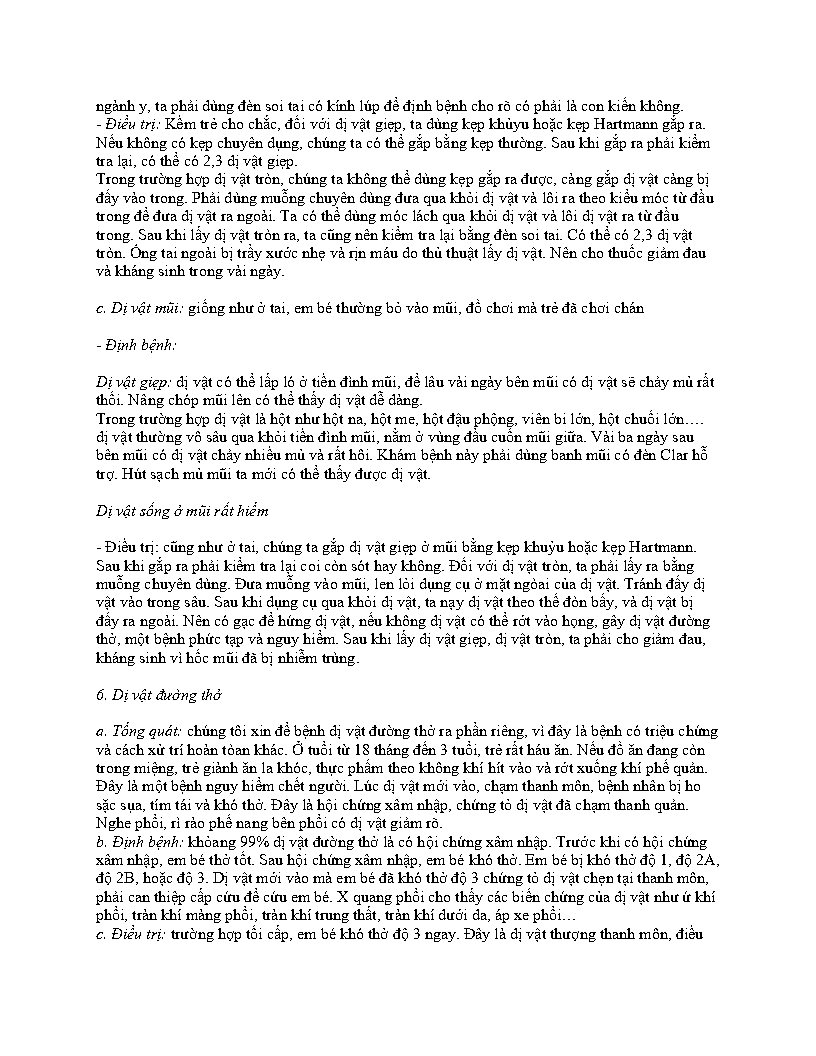 ngành y, ta phải dùng đèn soi tai có kính lúp để định bệnh cho rõ có phải là con kiến không.
- Điều trị: Kềm trẻ cho chắc, đối với dị vật giẹp, ta dùng kẹp khủyu hoặc kẹp Hartmann gắp ra.
Nếu không có kẹp chuyên dụng, chúng ta có thể gắp bằng kẹp thường. Sau khi gắp ra phải kiểm
tra lại, có thể có 2,3 dị vật giẹp.
Trong trường hợp dị vật tròn, chúng ta không thể dùng kẹp gắp ra được, càng gắp dị vật càng bị
đẩy vào trong. Phải dùng muỗng chuyên dùng đưa qua khỏi dị vật và lôi ra theo kiểu móc từ đầu
trong để đưa dị vật ra ngoài. Ta có thể dùng móc lách qua khỏi dị vật và lôi dị vật ra từ đầu
trong. Sau khi lấy dị vật tròn ra, ta cũng nên kiểm tra lại bằng đèn soi tai. Có thể có 2,3 dị vật
tròn. Ống tai ngoài bị trầy xước nhẹ và rịn máu do thủ thuật lấy dị vật. Nên cho thuốc giảm đau
và kháng sinh trong vài ngày.
c. Dị vật mũi: giống như ở tai, em bé thường bỏ vào mũi, đồ chơi mà trẻ đã chơi chán
- Định bệnh:
Dị vật giẹp: dị vật có thể lấp ló ở tiền đình mũi, để lâu vài ngày bên mũi có dị vật sẽ chảy mủ rất
thối. Nâng chóp mũi lên có thể thấy dị vật dễ dàng.
Trong trường hợp dị vật là hột như hột na, hột me, hột đậu phộng, viên bi lớn, hột chuỗi lớn….
dị vật thường vô sâu qua khỏi tiền đình mũi, nằm ở vùng đầu cuốn mũi giữa. Vài ba ngày sau
bên mũi có dị vật chảy nhiều mủ và rất hôi. Khám bệnh này phải dùng banh mũi có đèn Clar hỗ
trợ. Hút sạch mủ mũi ta mới có thể thấy được dị vật.
Dị vật sống ở mũi rất hiếm
- Điều trị: cũng như ở tai, chúng ta gắp dị vật giẹp ở mũi bằng kẹp khuỷu hoặc kẹp Hartmann.
Sau khi gắp ra phải kiểm tra lại coi còn sót hay không. Đối với dị vật tròn, ta phải lấy ra bằng
muỗng chuyên dùng. Đưa muỗng vào mũi, len lỏi dụng cụ ở mặt ngòai của dị vật. Tránh đẩy dị
vật vào trong sâu. Sau khi dụng cụ qua khỏi dị vật, ta nạy dị vật theo thế đòn bẩy, và dị vật bị
đẩy ra ngoài. Nên có gạc để hứng dị vật, nếu không dị vật có thể rớt vào họng, gây dị vật đường
thở, một bệnh phức tạp và nguy hiểm. Sau khi lấy dị vật giẹp, dị vật tròn, ta phải cho giảm đau,
kháng sinh vì hốc mũi đã bị nhiễm trùng.
6. Dị vật đường thở
a. Tổng quát: chúng tôi xin để bệnh dị vật đường thở ra phần riêng, vì đây là bệnh có triệu chứng
và cách xử trí hoàn tòan khác. Ở tuổi từ 18 tháng đến 3 tuổi, trẻ rất háu ăn. Nếu đồ ăn đang còn
trong miệng, trẻ giành ăn la khóc, thực phẩm theo không khí hít vào và rớt xuống khí phế quản.
Đây là một bệnh nguy hiểm chết người. Lúc dị vật mới vào, chạm thanh môn, bệnh nhân bị ho
sặc sụa, tím tái và khó thở. Đây là hội chứng xâm nhập, chứng tỏ dị vật đã chạm thanh quản.
Nghe phổi, rì rào phế nang bên phổi có dị vật giảm rõ.
b. Định bệnh: khỏang 99% dị vật đường thở là có hội chứng xâm nhập. Trước khi có hội chứng
xâm nhập, em bé thở tốt. Sau hội chứng xâm nhập, em bé khó thở. Em bé bị khó thở độ 1, độ 2A,
độ 2B, hoặc độ 3. Dị vật mới vào mà em bé đã khó thở độ 3 chứng tỏ dị vật chẹn tại thanh môn,
phải can thiệp cấp cứu để cứu em bé. X quang phổi cho thấy các biến chứng của dị vật như ứ khí
phổi, tràn khí màng phổi, tràn khí trung thất, tràn khí dưới da, áp xe phổi…
c. Điều trị: trường hợp tối cấp, em bé khó thở độ 3 ngay. Đây là dị vật thượng thanh môn, điều